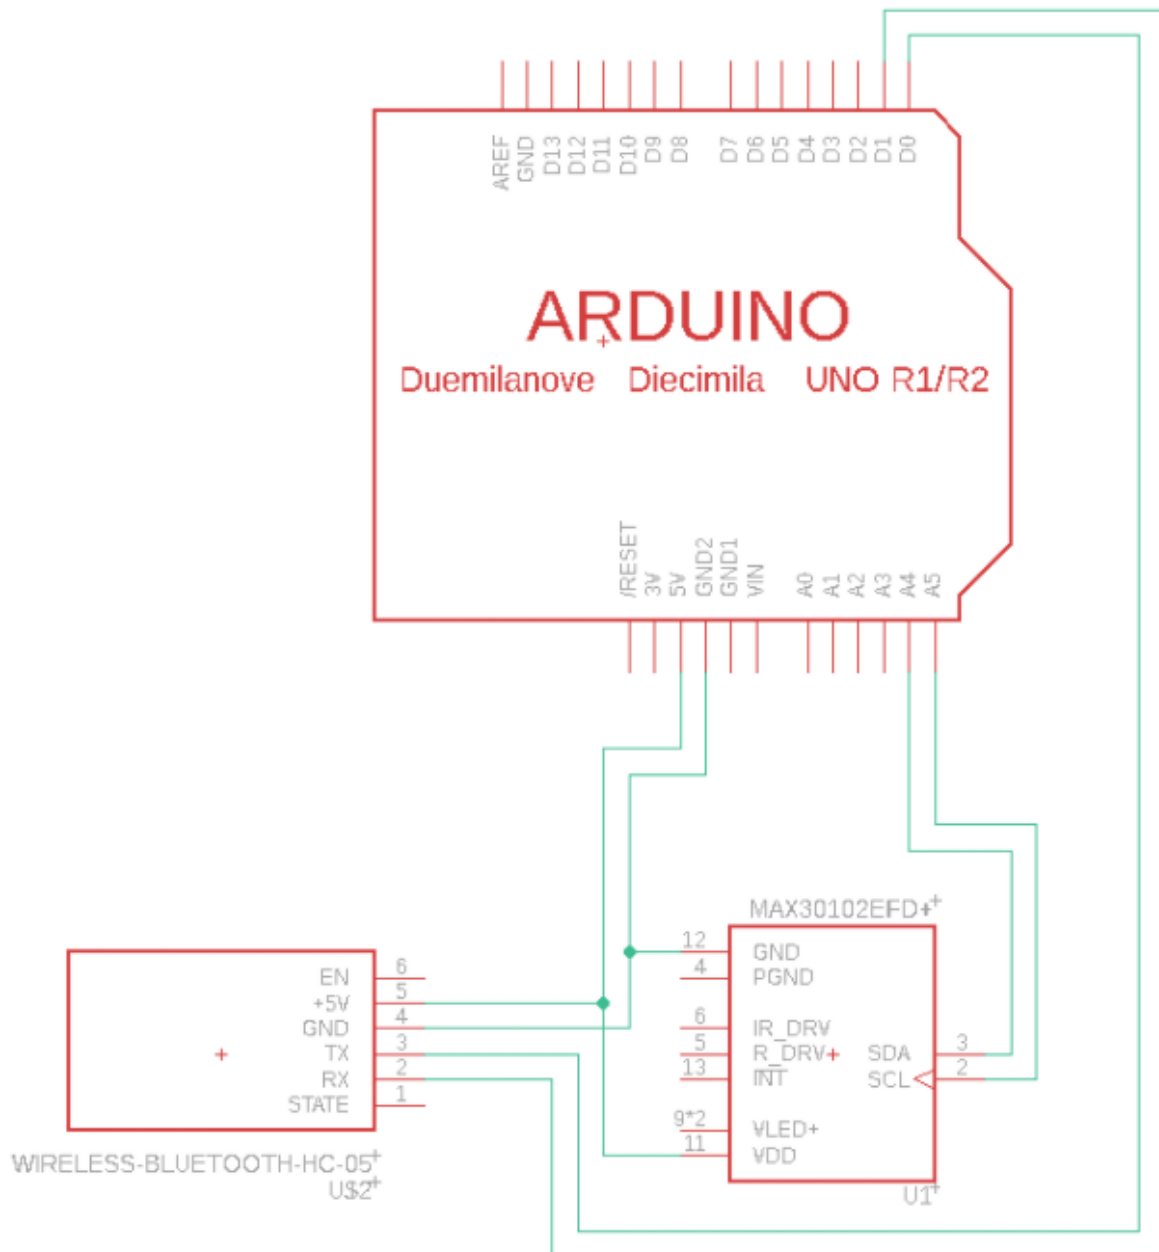 AREF GND D13 D12 D11 D10 D9 D8 D7 D6 D5 D4 D3 D2 D1 D0
ARDUINO
Duemilanove Diecimila UNO R1/R2
/RESET 3V 5V GND2 GND1 VIN A0 A1 A2 A3 A4 A5
MAX30102EFD+
12 GND
4 PGND
6 IR_DRV
5 R_DRV
13 INT
9*2 VLED+
11 VDD
SDA 3
SCL 2
U1
EN 6
+5V 5
GND 4
TX 3
RX 2
STATE 1
WIRELESS-BLUETOOTH-HC-05
U$2